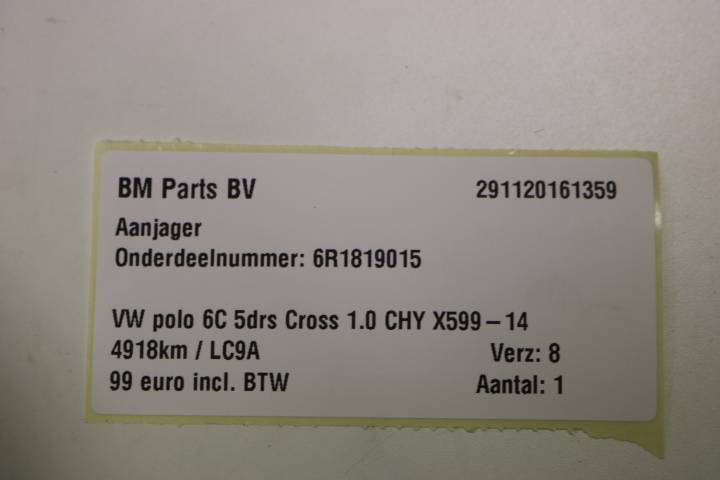 BM Parts BV 291120161359
Aanjager
Onderdeelnummer: 6R1819015
VW polo 6C 5drs Cross 1.0 CHY X599-14
4918km / LC9A Verz: 8
99 euro incl. BTW Aantal: 1